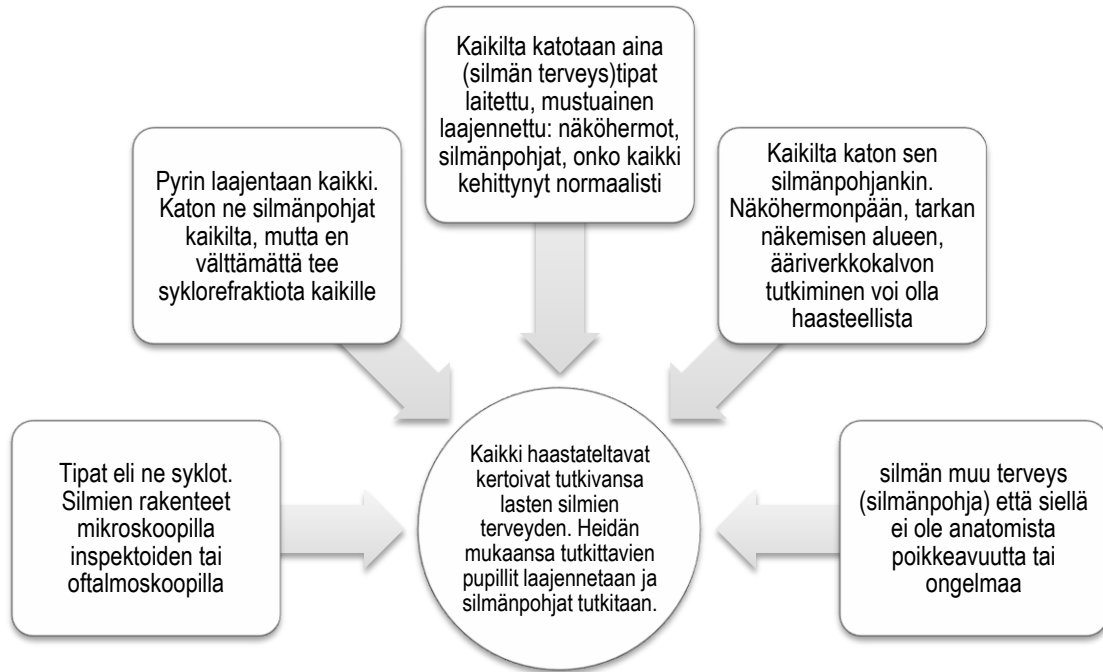 Kaikilta katotaan aina
(silmän terveys)tipat
laitettu, mustuainen
laajennettu: näköhermot,
silmänpohjat, onko kaikki
kehittynyt normaalisti
Pyrin laajentaan kaikki.
Katon ne silmänpohjat
kaikilta, mutta en
välttämättä tee
syklorefraktiota kaikille
Kaikilta katon sen
silmänpohjankin.
Näköhermonpään, tarkan
näkemisen alueen,
ääriverkkokalvon
tutkiminen voi olla
haasteellista
Tipat eli ne syklot.
Silmien rakenteet
mikroskoopilla
inspektoiden tai
oftalmoskoopilla
Kaikki haastateltavat
kertoivat tutkivansa
lasten silmien
terveyden. Heidän
mukaansa tutkittavien
pupillit laajennetaan ja
silmänpohjat tutkitaan.
silmän muu terveys
(silmänpohja) että siellä
ei ole anatomista
poikkeavuutta tai
ongelmaa